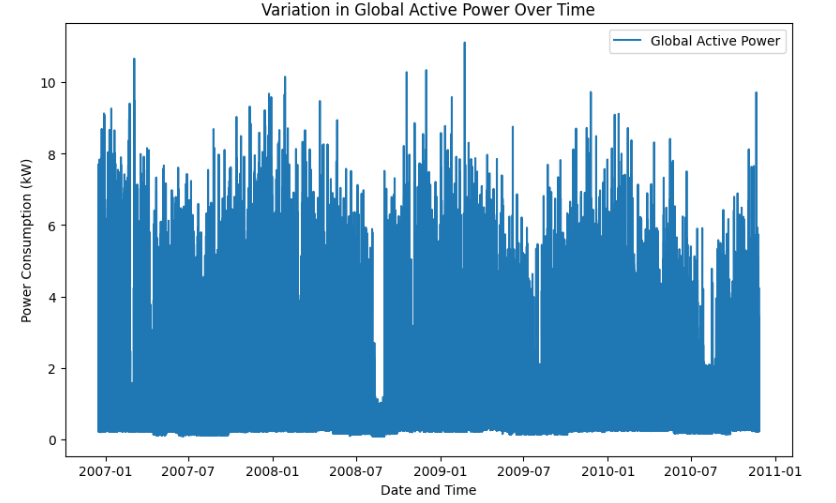 Variation in Global Active Power Over Time
Global Active Power
Power Consumption (kW)
10
8
6
4
2
0
2007-01 2007-07 2008-01 2008-07 2009-01 2009-07 2010-01 2010-07 2011-01
Date and Time